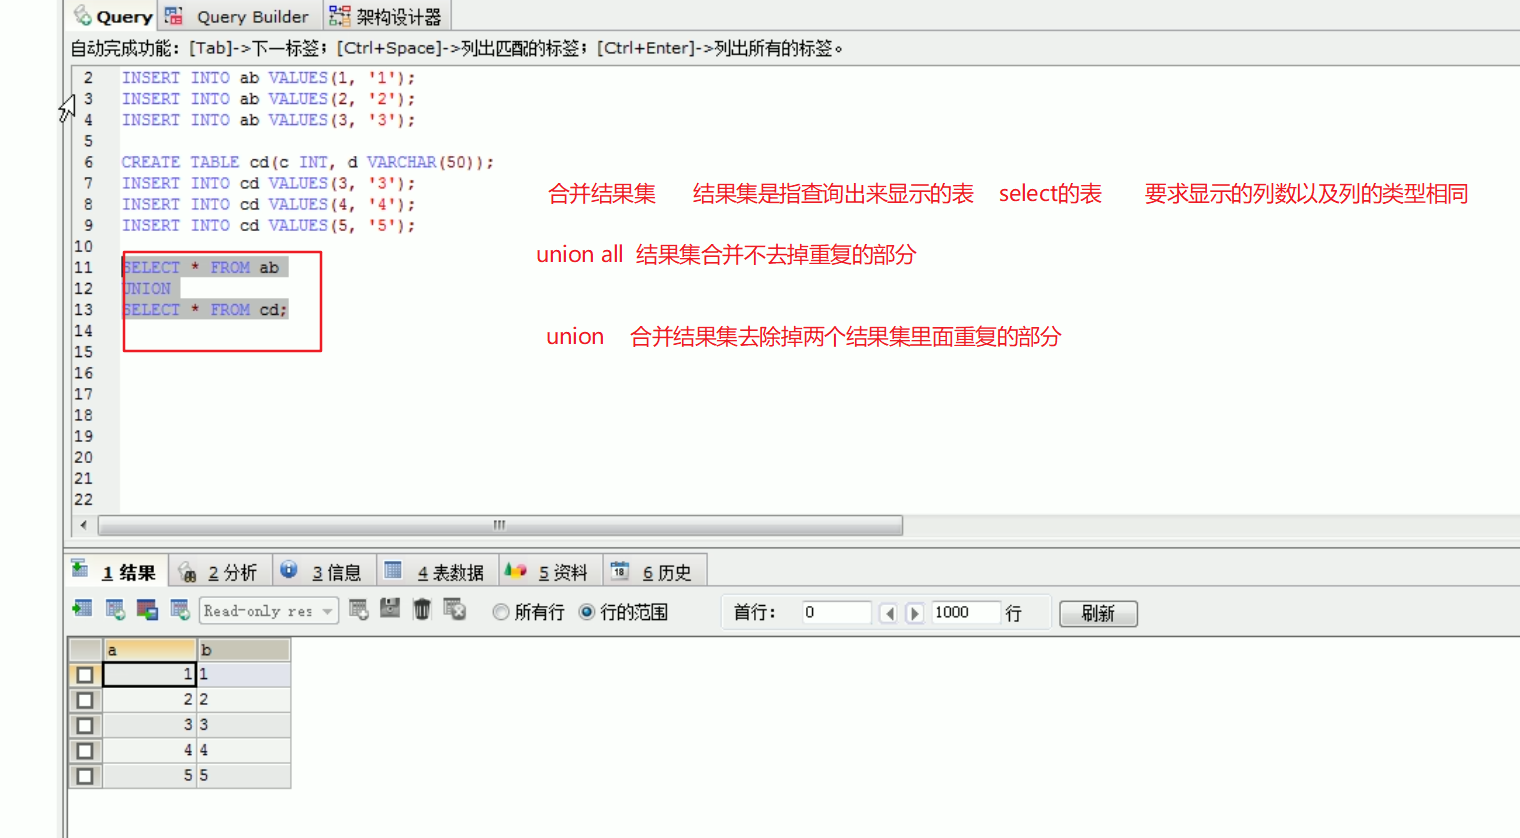 Query Query Builder 架构设计器
自动完成功能：[Tab]->下一标签；[Ctrl+Space]->列出匹配的标签；[Ctrl+Enter]->列出所有的标签。
2 INSERT INTO ab VALUES(1, '1');
3 INSERT INTO ab VALUES(2, '2');
4 INSERT INTO ab VALUES(3, '3');
5
6 CREATE TABLE cd(c INT, d VARCHAR(50));
7 INSERT INTO cd VALUES(3, '3');
合并结果集 结果集是指查询出来显示的表 select的表 要求显示的列数以及列的类型相同
8 INSERT INTO cd VALUES(4, '4');
9 INSERT INTO cd VALUES(5, '5');
10
union all 结果集合并不去掉重复的部分
11 SELECT * FROM ab
12 UNION
13 SELECT * FROM cd;
14
union 合并结果集去除掉两个结果集里面重复的部分
15
16
17
18
19
20
21
22
1 结果 2 分析 3 信息 4 表数据 5 资料 18 6 历史
Read-only res 所有行 行的范围 首行： 0 1000 行 刷新
a b
1 1
2 2
3 3
4 4
5 5